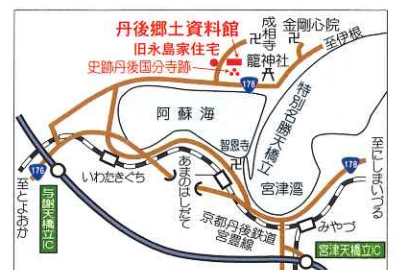 丹後郷土資料館
旧永島家住宅
史跡丹後国分寺跡
成相寺
金剛心院
籠神社
至伊根
178
特別名勝天橋立
阿蘇海
智恩寺
宮津湾
至にしまいづる
178
いわたきぐち
あまのはしだて
176
至とよおか
与謝天橋立IC
京都丹後鉄道
宮豊線
みやづ
宮津天橋立IC